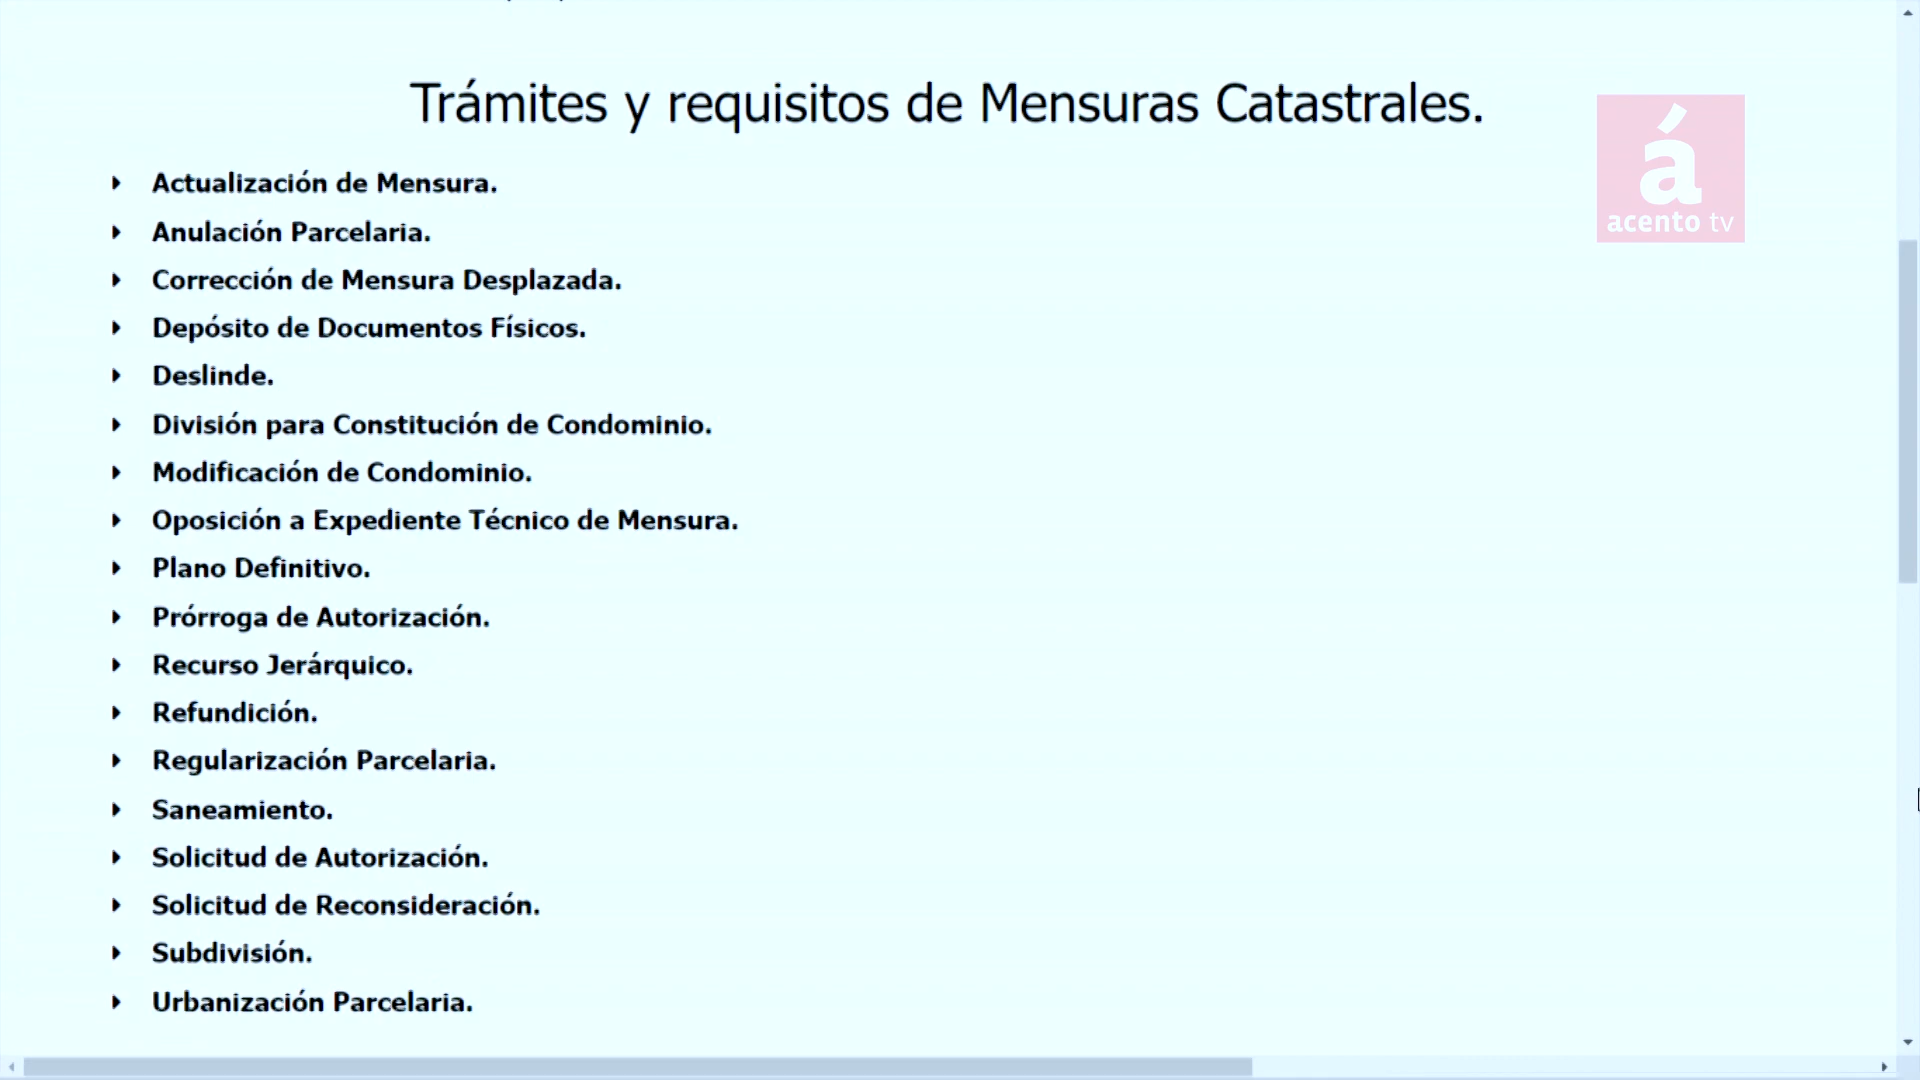 Trámites y requisitos de Mensuras Catastrales.
á
acento tv
Actualización de Mensura.
Anulación Parcelaria.
Corrección de Mensura Desplazada.
Depósito de Documentos Físicos.
Deslinde.
División para Constitución de Condominio.
Modificación de Condominio.
Oposición a Expediente Técnico de Mensura.
Plano Definitivo.
Prórroga de Autorización.
Recurso Jerárquico.
Refundición.
Regularización Parcelaria.
Saneamiento.
Solicitud de Autorización.
Solicitud de Reconsideración.
Subdivisión.
Urbanización Parcelaria.